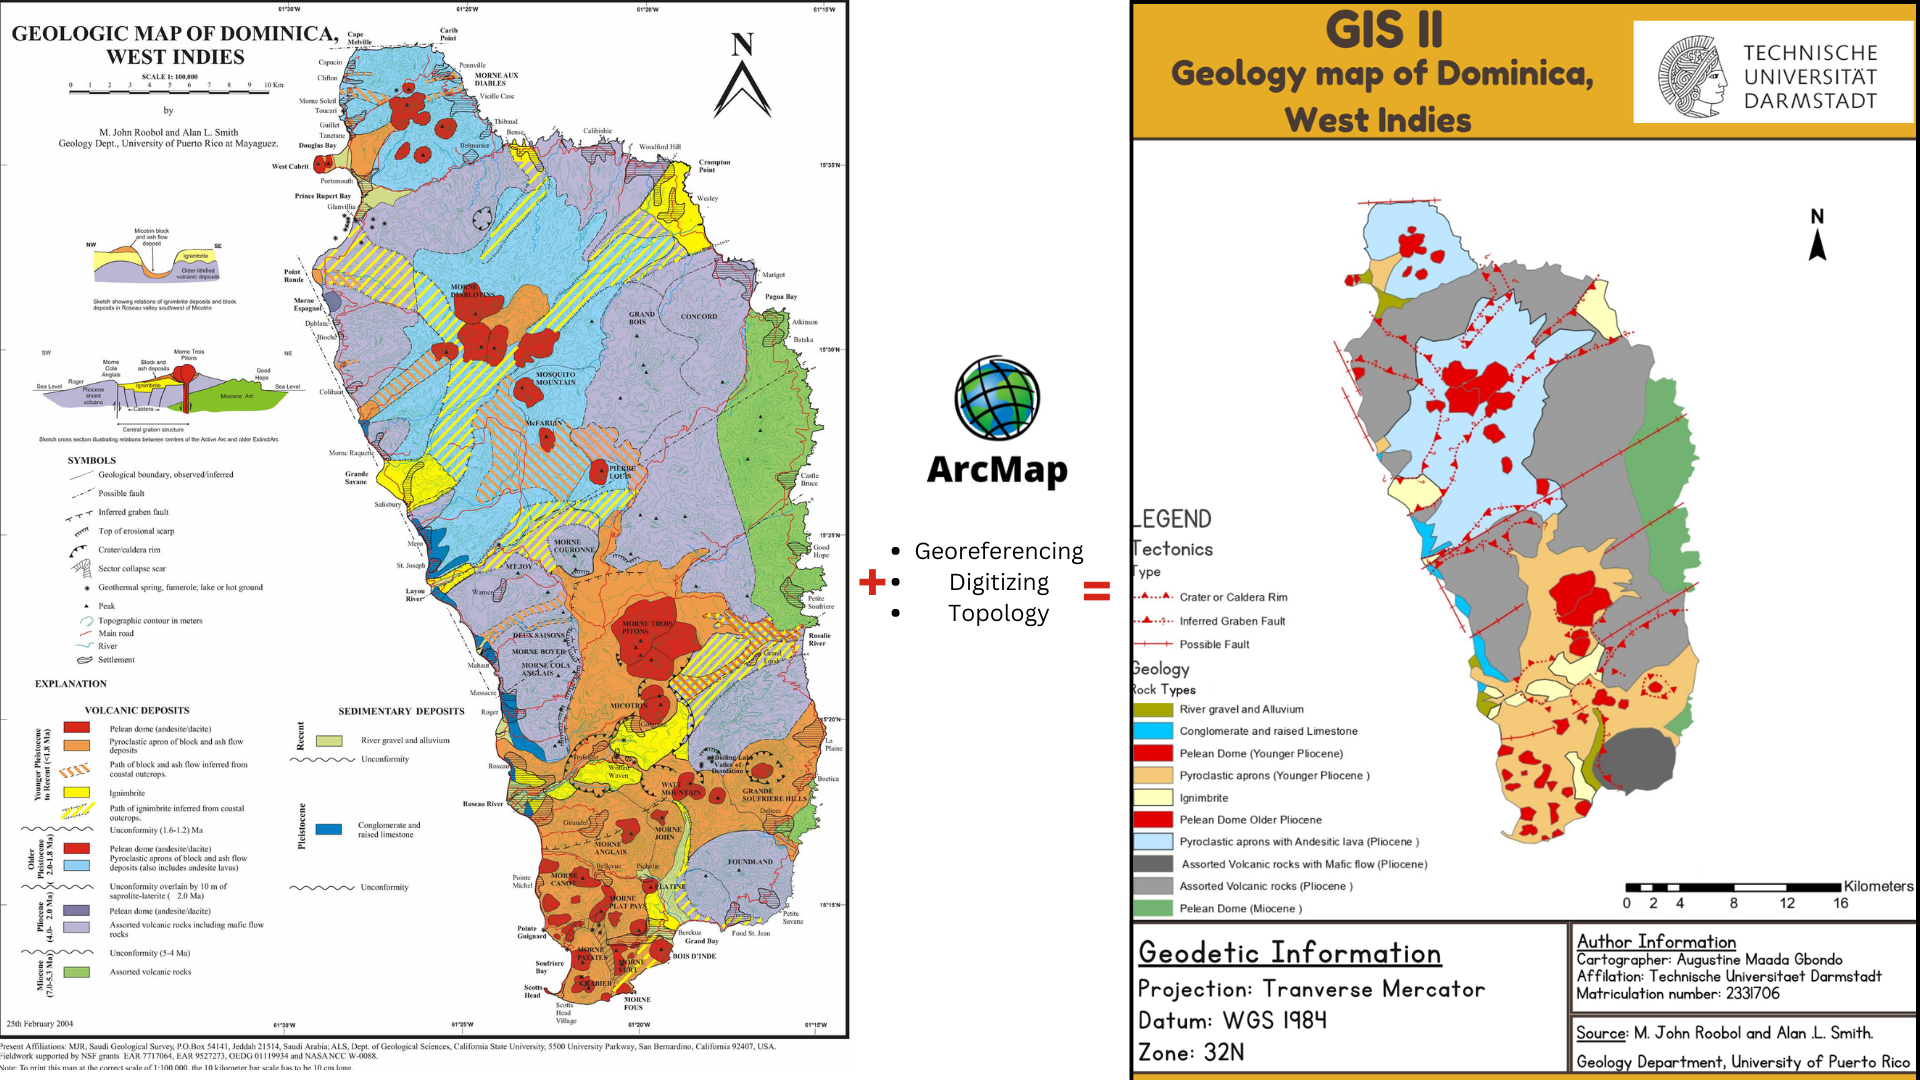 GEOLOGIC MAP OF DOMINICA,
WEST INDIES
SCALE 1: 100,000
0 1 2 3 4 5 6 7 8 9 10 Km
by
M. John Roobol and Alan L. Smith
Geology Dept., University of Puerto Rico at Mayaguez.
61°30'W
61°25'W
61°20'W
61°15'W
N
Cape
Melville
Carib
Point
Capucin
Pennville
Clifton
MORNE AUX
DIABLES
Vieille Case
Morne Soleil
Toucari
Guillet
Tanetane
Thibaud
Bense
Calibishie
Douglas Bay
Belmanier
Woodford Hill
West Cabrit
Crompton
Point
15°35'N
Portsmouth
Prince Rupert Bay
Wesley
Glanvillia
Micotrin block
and ash flow
deposit
NW
SE
Ignimbrite
Older lithified
volcanic deposits
Sketch showing relations of ignimbrite deposits and block
deposits in Roseau valley southwest of Micotrin
Point
Ronde
Marigot
MORNE
DIABLOTINS
Morne
Espagnol
Pagua Bay
GRAND
BOIS
CONCORD
Dublanc
Atkinson
Bioche
Bataka
15°30'N
SW
NE
Morne
Cola
Anglais
Block and
ash deposits
Morne Trois
Pitons
Good
Hope
Sea Level
Roger
Pliocene
shield
volcano
Ignimbrite
Miocene Arc
Sea Level
Caldera
Central graben structure
Sketch cross section illustrating relations between centers of the Active Arc and older Extinct Arc
MOSQUITO
MOUNTAIN
Colihaut
McFARLIN
Morne Raquette
PIERRE
LOUIS
Grande
Savane
Castle
Bruce
Salisbury
SYMBOLS
Geological boundary, observed/inferred
Possible fault
Inferred graben fault
Top of erosional scarp
Crater/caldera rim
Sector collapse scar
Geothermal spring, fumerole, lake or hot ground
Peak
Topographic contour in meters
Main road
River
Settlement
15°25'N
Mero
MORNE
COURONNE
Good
Hope
St. Joseph
MT.JOY
Layou
River
Warner
Petite
Soufriere
MORNE TROIS
PITONS
DEUX SAISONS
Rosalie
River
MORNE BOYER
Mahaut
MORNE COLA
ANGLAIS
Grand
Fond
Massacre
MICOTRIN
Roger
15°20'N
La
Plaine
Trafalgar
Boiling Lake
Valley of
Desolation
Roseau
Wotten
Waven
Boetica
WATT
MOUNTAIN
GRANDE
SOUFRIERE HILLS
Roseau River
Delices
Giraudel
MORNE
JOHN
MORNE
ANGLAIS
Bellevue
Pichelin
FOUNDLAND
Pointe
Michel
MORNE
CANOT
PLATINE
MORNE
PLAT PAYS
15°15'N
Petite
Savane
Pointe
Guignard
Berekua
Grand Bay
Fond St. Jean
MORNE
PATATES
BOIS D'INDE
Soufriere
Bay
MORNE
VERT
CRABIER
Scotts
Head
MORNE
FOUS
Scotts
Head
Village
EXPLANATION
VOLCANIC DEPOSITS
Younger Pleistocene
to Recent (<1.8 Ma)
Pelean dome (andesite/dacite)
Pyroclastic apron of block and ash flow
deposits
Path of block and ash flow inferred from
coastal outcrops.
Ignimbrite
Path of ignimbrite inferred from coastal
outcrops.
Unconformity (1.6-1.2) Ma
Older
Pleistocene
2.0-1.8 Ma)
Pelean dome (andesite/dacite)
Pyroclastic aprons of block and ash flow
deposits (also includes andesite lavas)
Unconformity overlain by 10 m of
saprolite-laterite ( 2.0 Ma)
Pliocene
(4.0- 2.0 Ma)
Pelean dome (andesite/dacite)
Assorted volcanic rocks including mafic flow
rocks
Unconformity (5-4 Ma)
Miocene
(7.0-5.3 Ma)
Assorted volcanic rocks
SEDIMENTARY DEPOSITS
Recent
River gravel and alluvium
Unconformity
Pleistocene
Conglomerate and
raised limestone
Unconformity
25th February 2004
61°30'W
61°25'W
61°20'W
61°15'W
Present Affiliations: MJR, Saudi Geological Survey, P.O.Box 54141, Jeddah 21514, Saudi Arabia; ALS, Dept. of Geological Sciences, California State University, 5500 University Parkway, San Bernardino, California 92407, USA.
Fieldwork supported by NSF grants EAR 7717064, EAR 9527273, OEDG 01119934 and NASA NCC W-0088.
Note: To print this map at the correct scale of 1:100,000, the 10 kilometer bar scale has to be 10 cm long.
ArcMap
+
• Georeferencing
• Digitizing
• Topology
=
GIS II
Geology map of Dominica,
West Indies
TECHNISCHE
UNIVERSITÄT
DARMSTADT
N
LEGEND
Tectonics
Type
Crater or Caldera Rim
Inferred Graben Fault
Possible Fault
Geology
Rock Types
River gravel and Alluvium
Conglomerate and raised Limestone
Pelean Dome (Younger Pliocene)
Pyroclastic aprons (Younger Pliocene )
Ignimbrite
Pelean Dome Older Pliocene
Pyroclastic aprons with Andesitic lava (Pliocene )
Assorted Volcanic rocks with Mafic flow (Pliocene)
Assorted Volcanic rocks (Pliocene )
Pelean Dome (Miocene )
Kilometers
0 2 4 8 12 16
Geodetic Information
Projection: Tranverse Mercator
Datum: WGS 1984
Zone: 32N
Author Information
Cartographer: Augustine Maada Gbondo
Affilation: Technische Universitaet Darmstadt
Matriculation number: 2331706
Source: M. John Roobol and Alan .L. Smith.
Geology Department, University of Puerto Rico